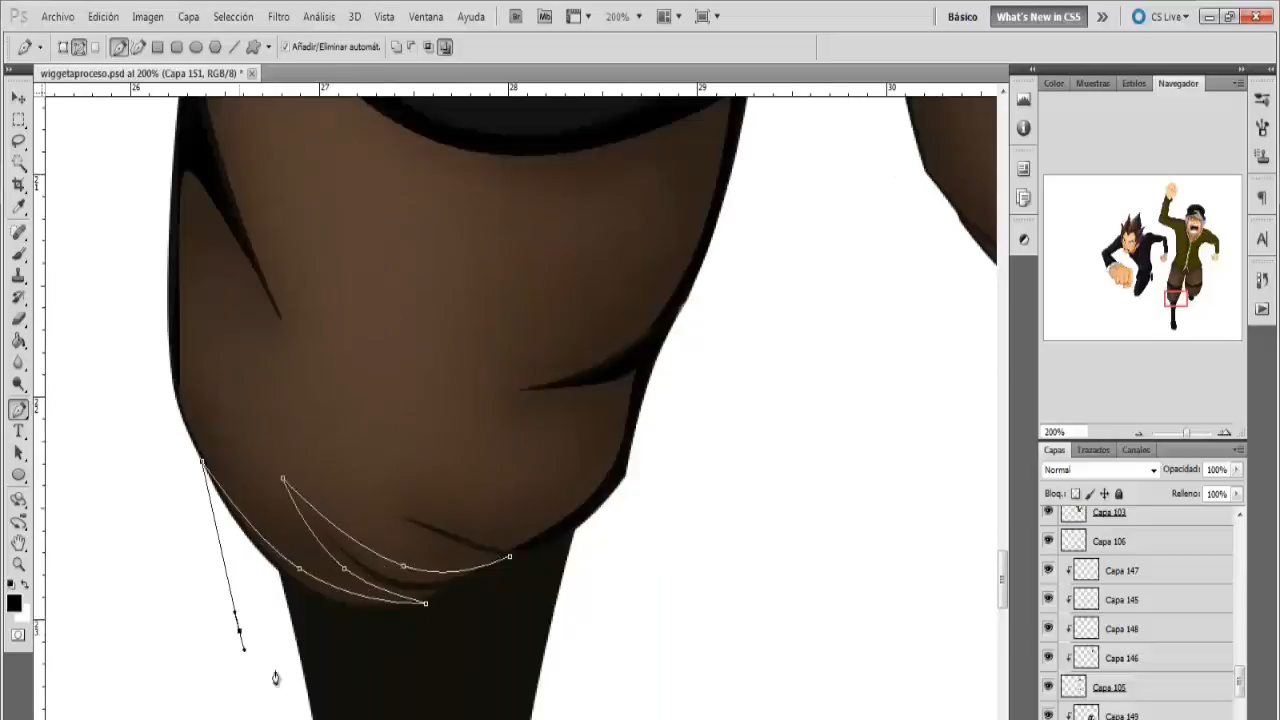 Ps Archivo Edición Imagen Capa Selección Filtro Análisis 3D Vista Ventana Ayuda Br Mb 200% Básico What's New in CS5 CS Live
Añadir/Eliminar automát.
wiggetaproceso.psd al 200% (Capa 151, RGB/8) *
26 27 28 29 30
Color Muestras Estilos Navegador
200%
Capas Trazados Canales
Normal Opacidad: 100%
Bloq.: Relleno: 100%
Capa 103
Capa 106
Capa 147
Capa 145
Capa 148
Capa 146
Capa 105
Capa 149